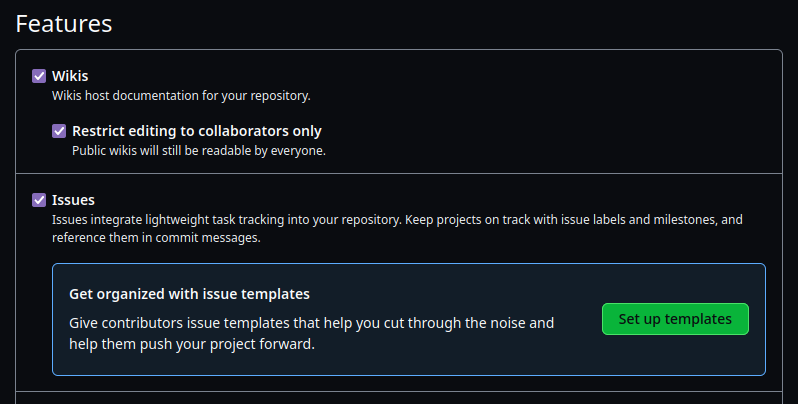 Features
Wikis
Wikis host documentation for your repository.
Restrict editing to collaborators only
Public wikis will still be readable by everyone.
Issues
Issues integrate lightweight task tracking into your repository. Keep projects on track with issue labels and milestones, and
reference them in commit messages.
Get organized with issue templates
Give contributors issue templates that help you cut through the noise and
help them push your project forward.
Set up templates